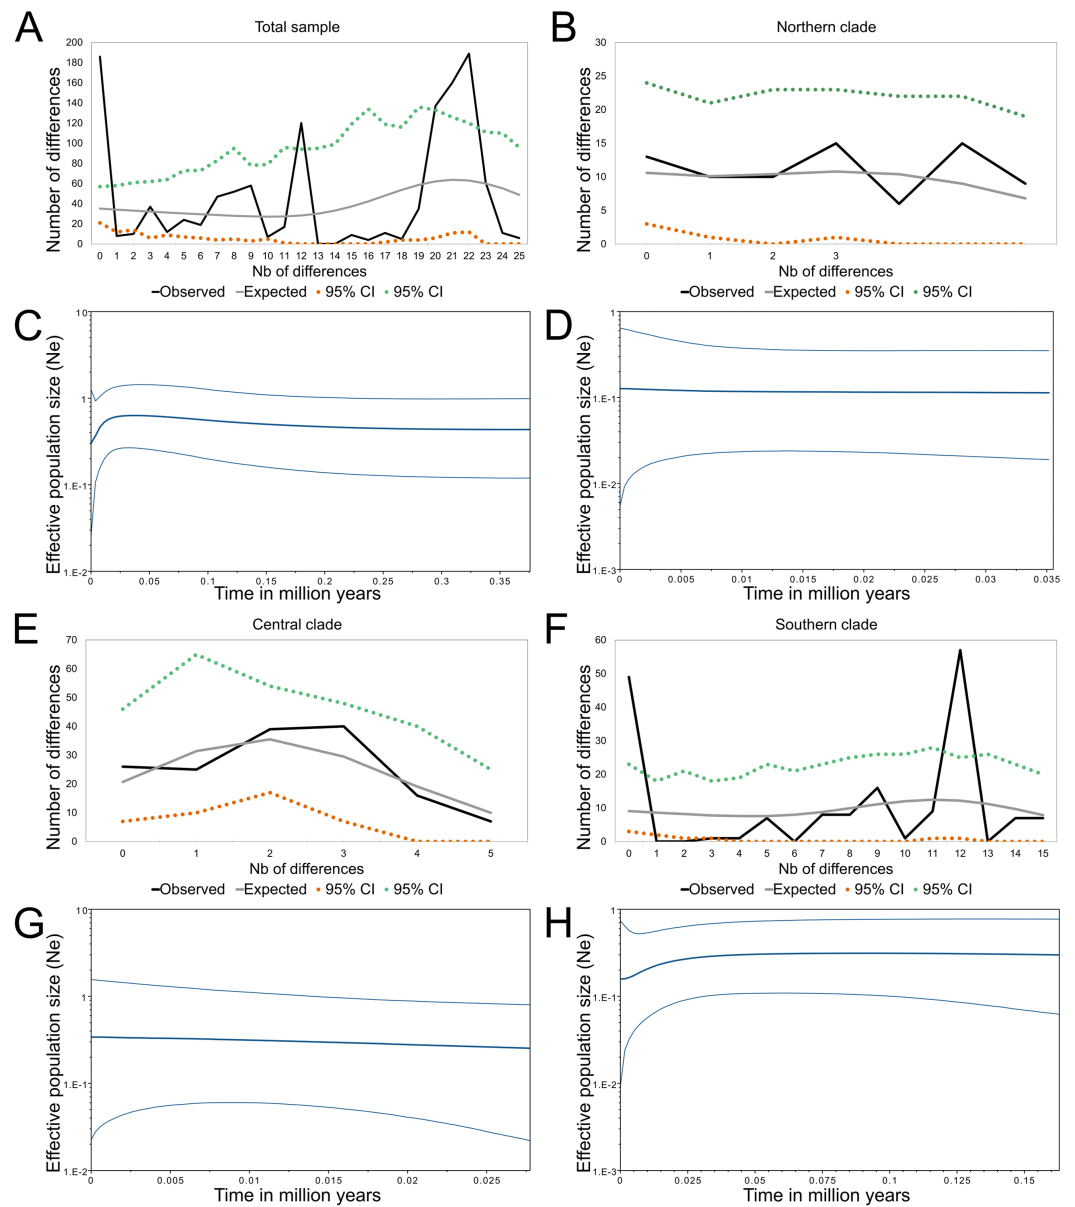 A
Total sample
Number of differences
200
180
160
140
120
100
80
60
40
20
0
0 1 2 3 4 5 6 7 8 9 10 11 12 13 14 15 16 17 18 19 20 21 22 23 24 25
Nb of differences
Observed Expected 95% CI 95% CI
B
Northern clade
Number of differences
30
25
20
15
10
5
0
0 1 2 3
Nb of differences
Observed Expected 95% CI 95% CI
C
Effective population size (Ne)
10
1
1.E-1
1.E-2
0 0.05 0.1 0.15 0.2 0.25 0.3 0.35
Time in million years
D
Effective population size (Ne)
1
1.E-1
1.E-2
1.E-3
0 0.005 0.01 0.015 0.02 0.025 0.03 0.035
Time in million years
E
Central clade
Number of differences
70
60
50
40
30
20
10
0
0 1 2 3 4 5
Nb of differences
Observed Expected 95% CI 95% CI
F
Southern clade
Number of differences
60
50
40
30
20
10
0
0 1 2 3 4 5 6 7 8 9 10 11 12 13 14 15
Nb of differences
Observed Expected 95% CI 95% CI
G
Effective population size (Ne)
10
1
1.E-1
1.E-2
0 0.005 0.01 0.015 0.02 0.025
Time in million years
H
Effective population size (Ne)
1
1.E-1
1.E-2
1.E-3
0 0.025 0.05 0.075 0.1 0.125 0.15
Time in million years